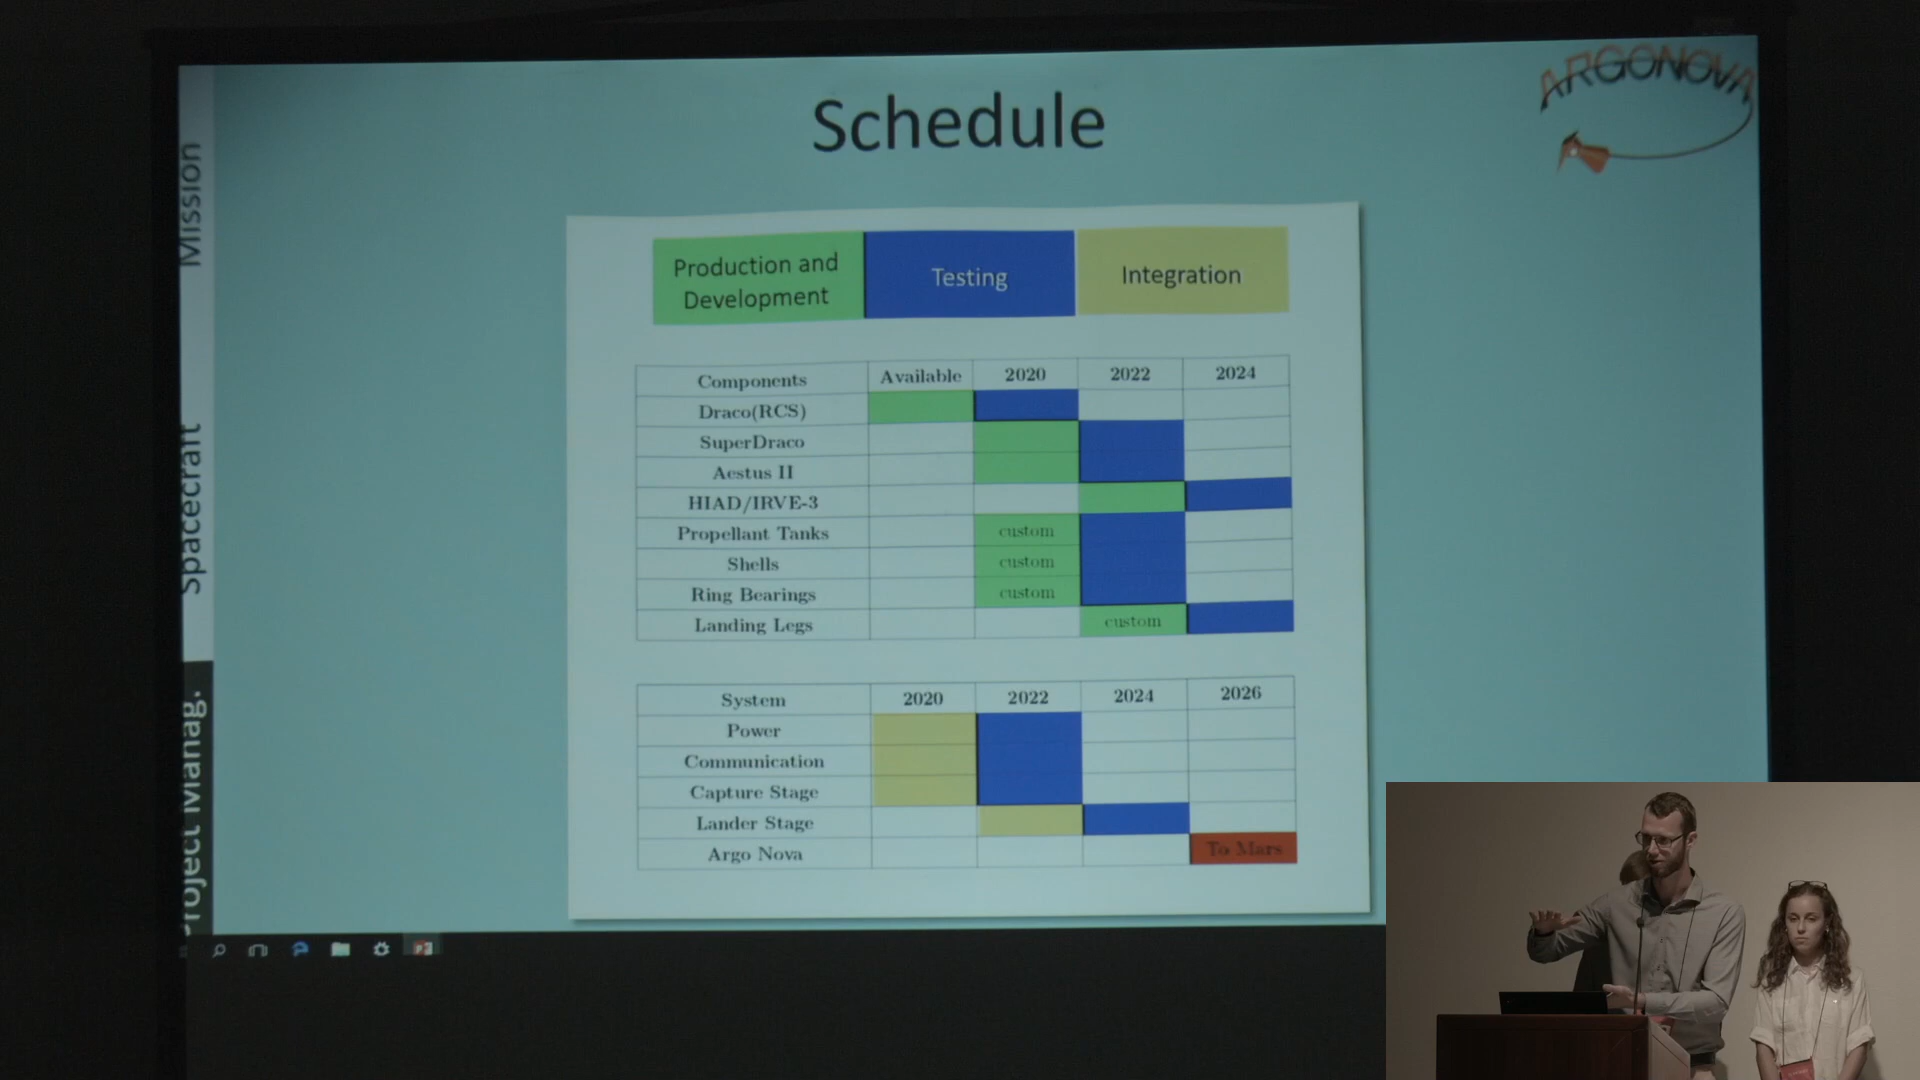 ARGONOVA
Schedule
Mission
Spacecraft
Project Manag.
Production and
Development
Testing
Integration
Components Available 2020 2022 2024
Draco(RCS)
SuperDraco
Aestus II
HIAD/IRVE-3
Propellant Tanks custom
Shells custom
Ring Bearings custom
Landing Legs custom
System 2020 2022 2024 2026
Power
Communication
Capture Stage
Lander Stage
Argo Nova To Mars